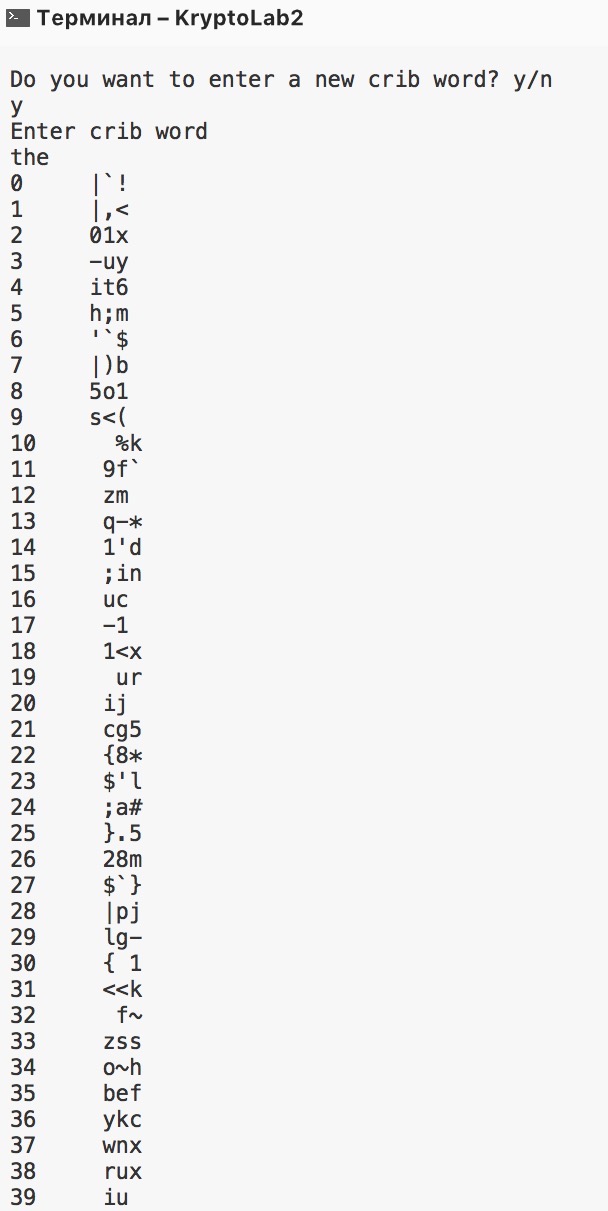 Терминал – KryptoLab2
Do you want to enter a new crib word? y/n
y
Enter crib word
the
0     |`!
1     |,<
2     01x
3     -uy
4     it6
5     h;m
6     '`$
7     |)b
8     5o1
9     s<(
10      %k
11     9f`
12     zm
13     q-*
14     1'd
15     ;in
16     uc
17     -1
18     1<x
19      ur
20     ij
21     cg5
22     {8*
23     $'l
24     ;a#
25     }.5
26     28m
27     $`}
28     |pj
29     lg-
30     { 1
31     <<k
32      f~
33     zss
34     o~h
35     bef
36     ykc
37     wnx
38     rux
39     iu